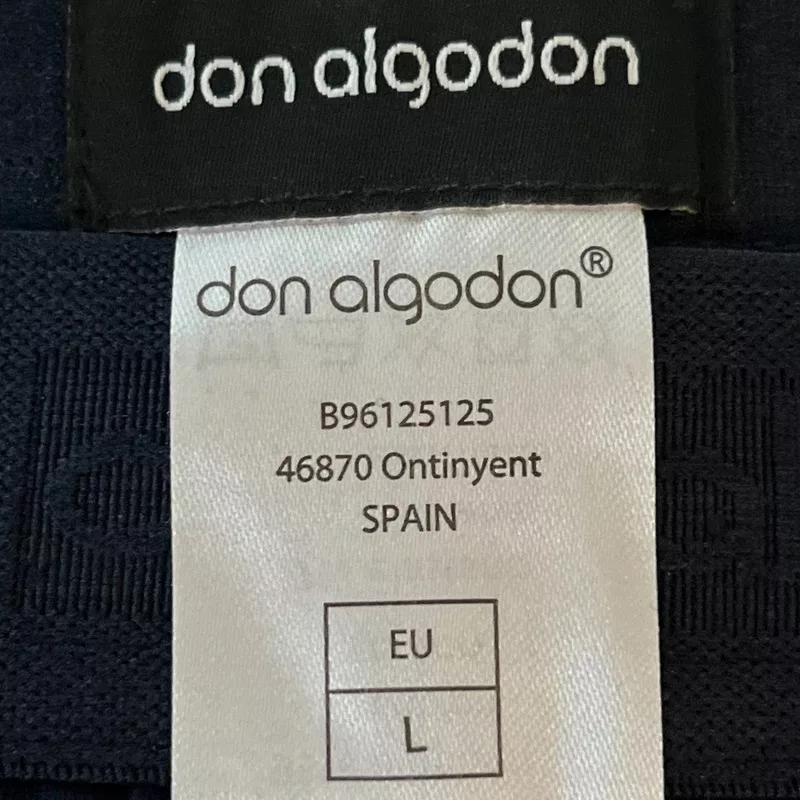 don algodon
don algodon®
B96125125
46870 Ontinyent
SPAIN
EU
L